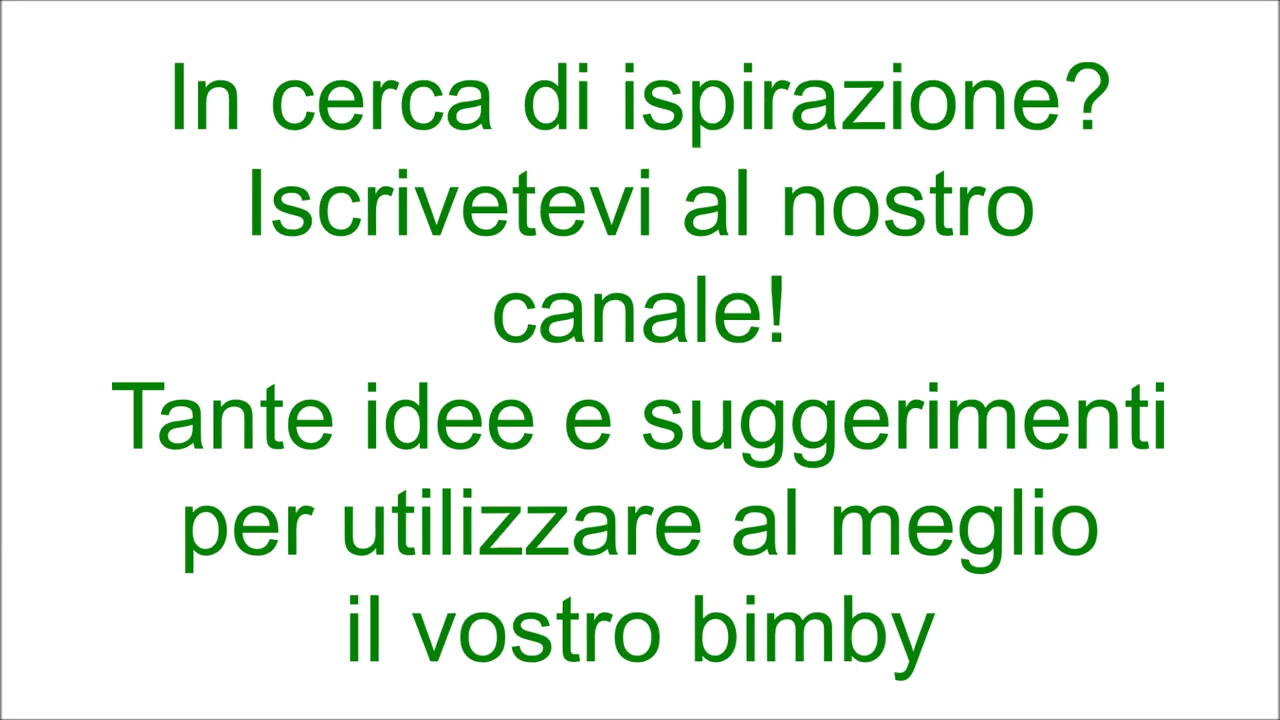 In cerca di ispirazione?
Iscrivetevi al nostro
canale!
Tante idee e suggerimenti
per utilizzare al meglio
il vostro bimby